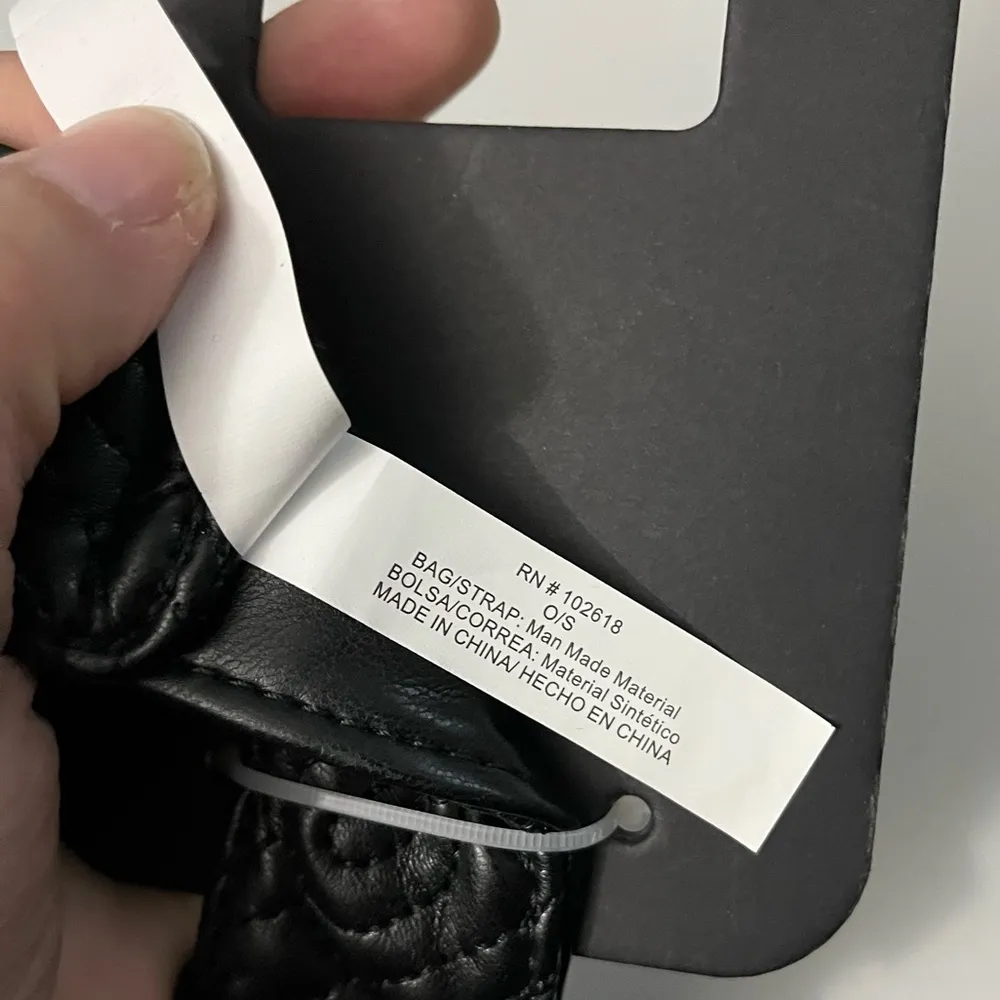 RN # 102618
O/S
BAG/STRAP: Man Made Material
BOLSA/CORREA: Material Sintético
MADE IN CHINA/ HECHO EN CHINA